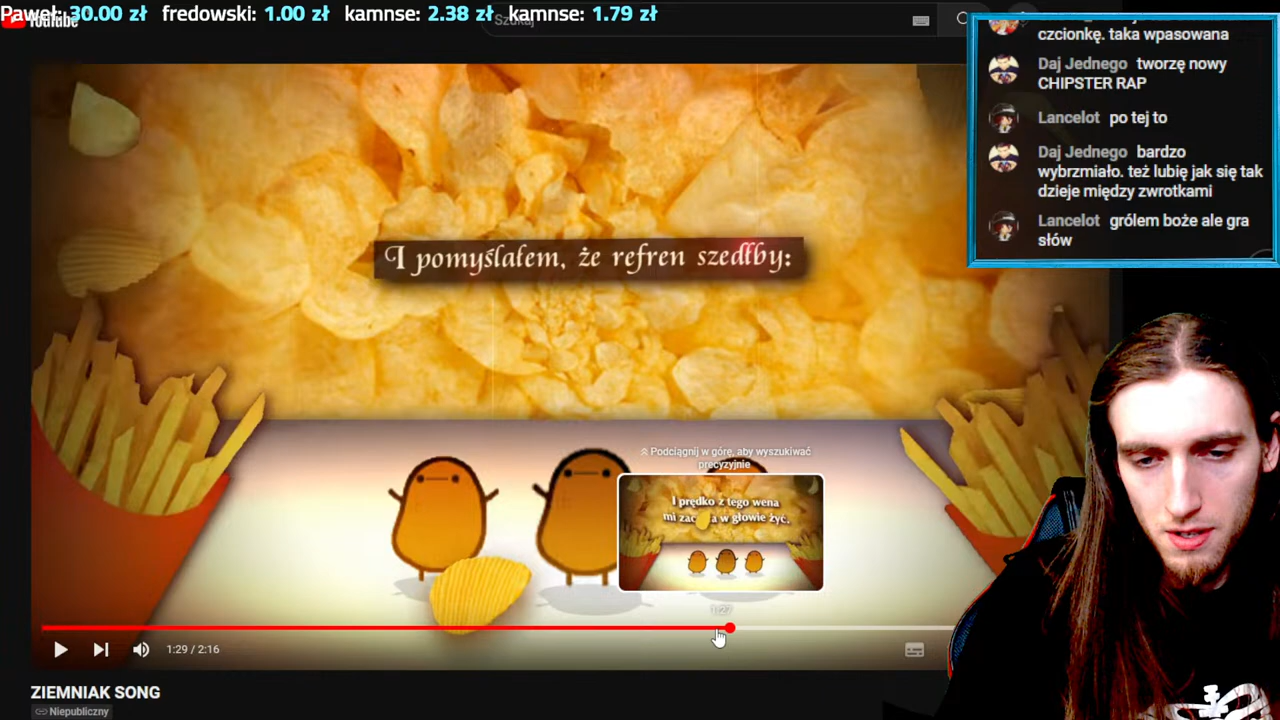 Paweł: 30.00 zł fredowski: 1.00 zł kamnse: 2.38 zł kamnse: 1.79 zł
YouTube
Szukaj
czcionkę. taka wpasowana
Daj Jednego tworzę nowy
CHIPSTER RAP
Lancelot po tej to
Daj Jednego bardzo
wybrzmiało. też lubię jak się tak
dzieje między zwrotkami
Lancelot grólem boże ale gra
słów
I pomyślałem, że refren szedłby:
Podciągnij w górę, aby wyszukiwać
precyzyjnie
I prędko z tego wena
w głowie żyć.
1:27
1:29 / 2:16
ZIEMNIAK SONG
Niepubliczny